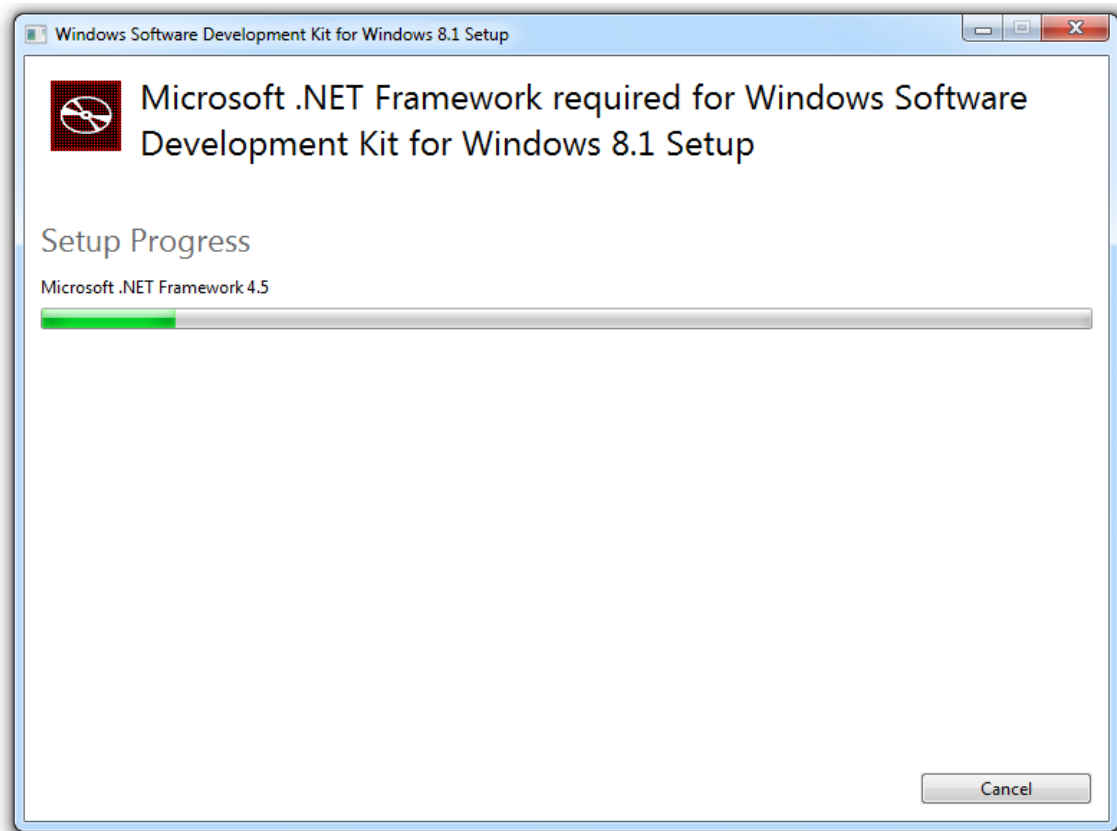 Windows Software Development Kit for Windows 8.1 Setup
Microsoft .NET Framework required for Windows Software
Development Kit for Windows 8.1 Setup
Setup Progress
Microsoft .NET Framework 4.5
Cancel